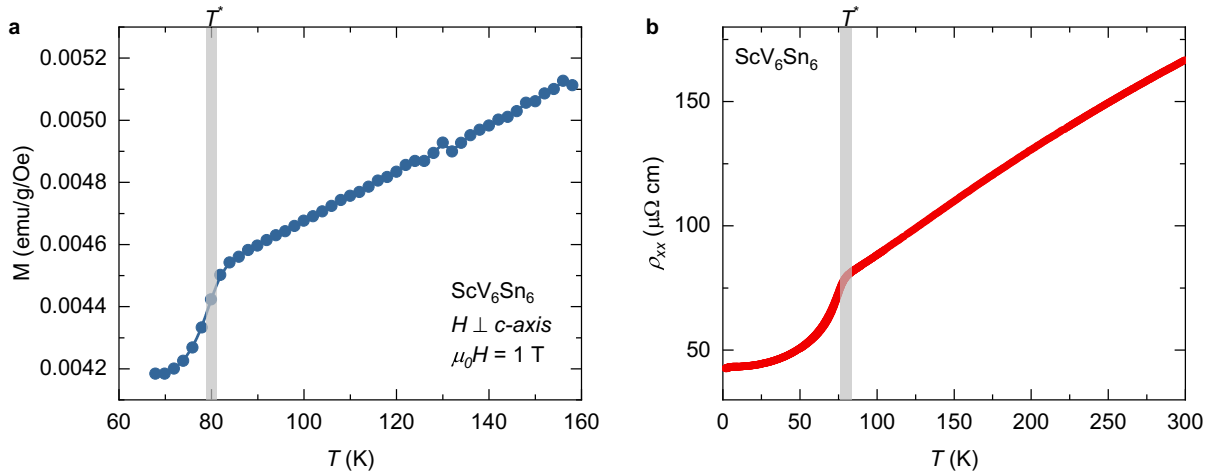 a
T*
0.0052
0.0050
0.0048
0.0046
0.0044
0.0042
M (emu/g/Oe)
ScV6Sn6
H ⊥ c-axis
μ0H = 1 T
60 80 100 120 140 160
T (K)
b
T*
ScV6Sn6
150
100
50
ρxx (μΩ cm)
0 50 100 150 200 250 300
T (K)